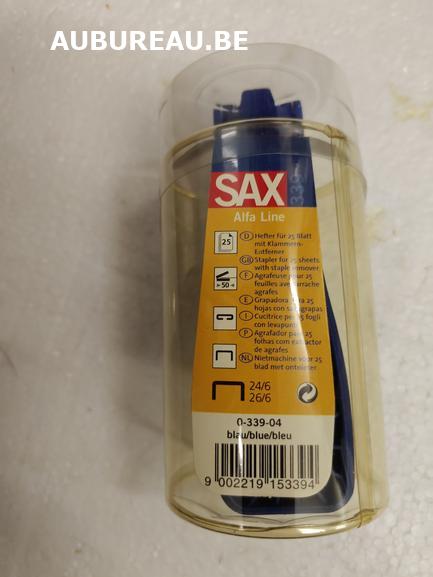 AUBUREAU.BE
339
SAX
Alfa Line
25
D Hefter für 25 Blatt
mit Klammern-
Entferner
GB Stapler for 25 sheets
with staple remover
F Agrafeuse pour 25
feuilles avec arrache
agrafes
50
E Grapadora para 25
hojas con sacagrapas
I Cucitrice per 25 fogli
con levapunti
P Agrafador para 25
folhas com extractor
de agrafes
NL Nietmachine voor 25
blad met ontnieter
24/6
26/6
0-339-04
blau/blue/bleu
9 002219 153394